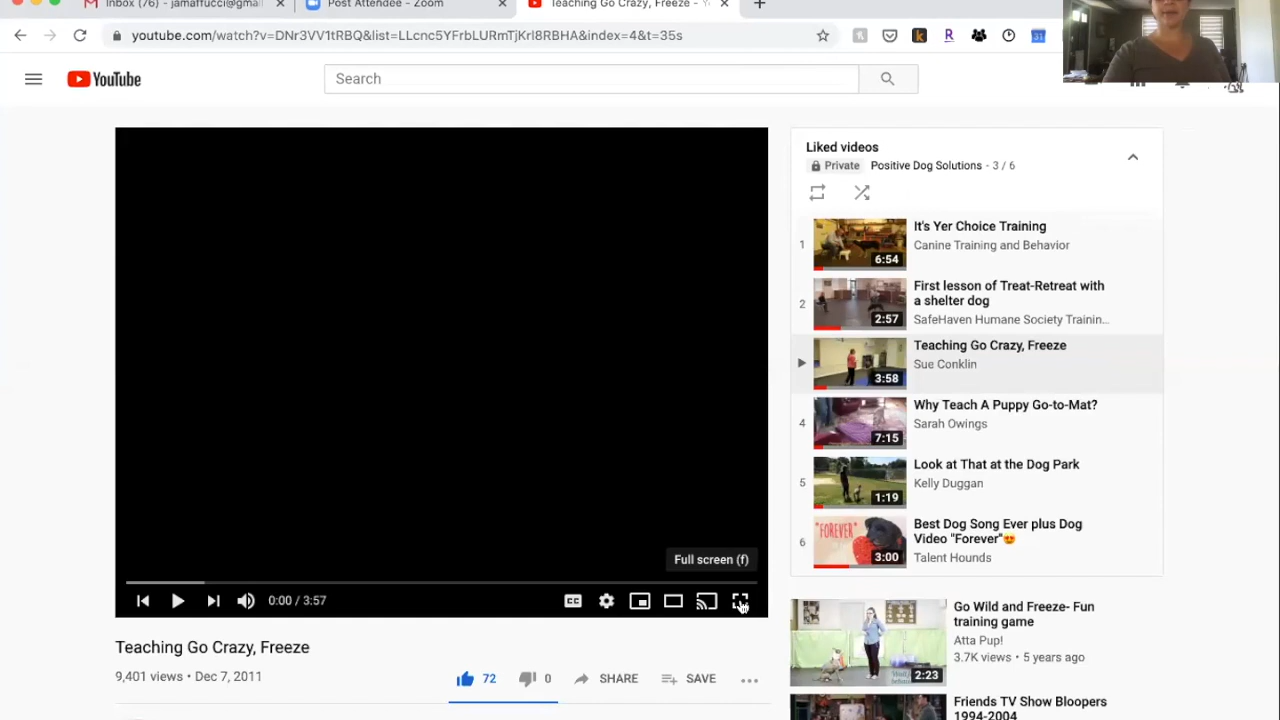 Inbox (76) - jamaffucci@gmai
Post Attendee - Zoom
Teaching Go Crazy, Freeze - Y
youtube.com/watch?v=DNr3VV1tRBQ&list=LLcnc5YFrbLURmTjKrI8RBHA&index=4&t=35s
YouTube
Search
Liked videos
Private Positive Dog Solutions - 3 / 6
1
6:54
It's Yer Choice Training
Canine Training and Behavior
2
2:57
First lesson of Treat-Retreat with
a shelter dog
SafeHaven Humane Society Trainin...
3:58
Teaching Go Crazy, Freeze
Sue Conklin
4
7:15
Why Teach A Puppy Go-to-Mat?
Sarah Owings
5
1:19
Look at That at the Dog Park
Kelly Duggan
6
"FOREVER"
3:00
Best Dog Song Ever plus Dog
Video "Forever"😍
Talent Hounds
Full screen (f)
0:00 / 3:57
CC
Teaching Go Crazy, Freeze
9,401 views • Dec 7, 2011
72
0
SHARE
SAVE
2:23
Go Wild and Freeze- Fun
training game
Atta Pup!
3.7K views • 5 years ago
Friends TV Show Bloopers
1994-2004